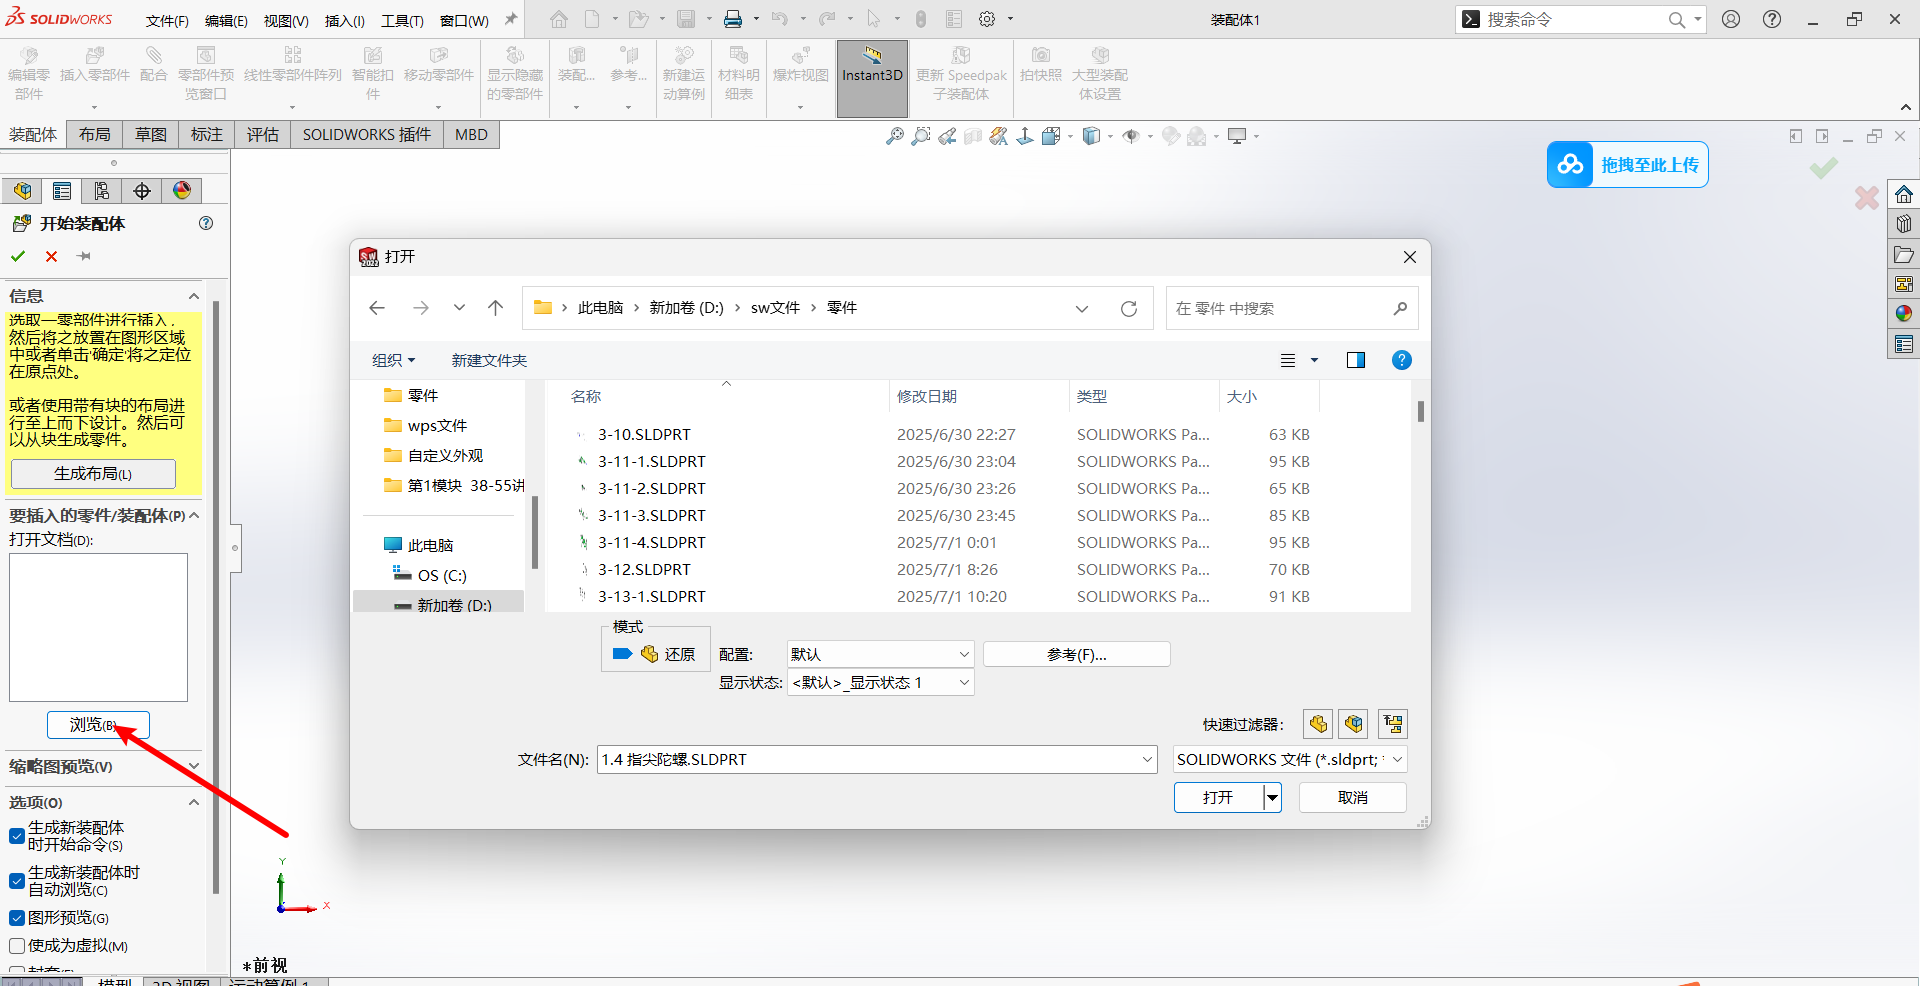 SOLIDWORKS 文件(F) 编辑(E) 视图(V) 插入(I) 工具(T) 窗口(W) 装配体1 搜索命令
编辑零部件 插入零部件 配合 零部件预览窗口 线性零部件阵列 智能扣件 移动零部件 显示隐藏的零部件 装配... 参考... 新建运动算例 材料明细表 爆炸视图 Instant3D 更新 Speedpak 子装配体 拍快照 大型装配体设置
装配体 布局 草图 标注 评估 SOLIDWORKS 插件 MBD
拖拽至此上传
开始装配体
信息
选取一零部件进行插入,
然后将之放置在图形区域
中或者单击'确定'将之定位
在原点处。
或者使用带有块的布局进
行至上而下设计。然后可
以从块生成零件。
生成布局(L)
要插入的零件/装配体(P)
打开文档(D):
浏览(B)
缩略图预览(V)
选项(O)
生成新装配体
时开始命令(S)
生成新装配体时
自动浏览(C)
图形预览(G)
使成为虚拟(M)
SW
2022
打开
此电脑 › 新加卷 (D:) › sw文件 › 零件
在 零件 中搜索
组织 新建文件夹
零件
wps文件
自定义外观
第1模块 38-55讲
此电脑
OS (C:)
新加卷 (D:)
名称 修改日期 类型 大小
3-10.SLDPRT 2025/6/30 22:27 SOLIDWORKS Pa... 63 KB
3-11-1.SLDPRT 2025/6/30 23:04 SOLIDWORKS Pa... 95 KB
3-11-2.SLDPRT 2025/6/30 23:26 SOLIDWORKS Pa... 65 KB
3-11-3.SLDPRT 2025/6/30 23:45 SOLIDWORKS Pa... 85 KB
3-11-4.SLDPRT 2025/7/1 0:01 SOLIDWORKS Pa... 95 KB
3-12.SLDPRT 2025/7/1 8:26 SOLIDWORKS Pa... 70 KB
3-13-1.SLDPRT 2025/7/1 10:20 SOLIDWORKS Pa... 91 KB
模式
还原 配置: 默认 参考(F)...
显示状态: <默认>_显示状态 1
快速过滤器:
文件名(N): 1.4 指尖陀螺.SLDPRT SOLIDWORKS 文件 (*.sldprt; *
打开 取消
Y
X
*前视
模型 3D 视图 运动算例 1